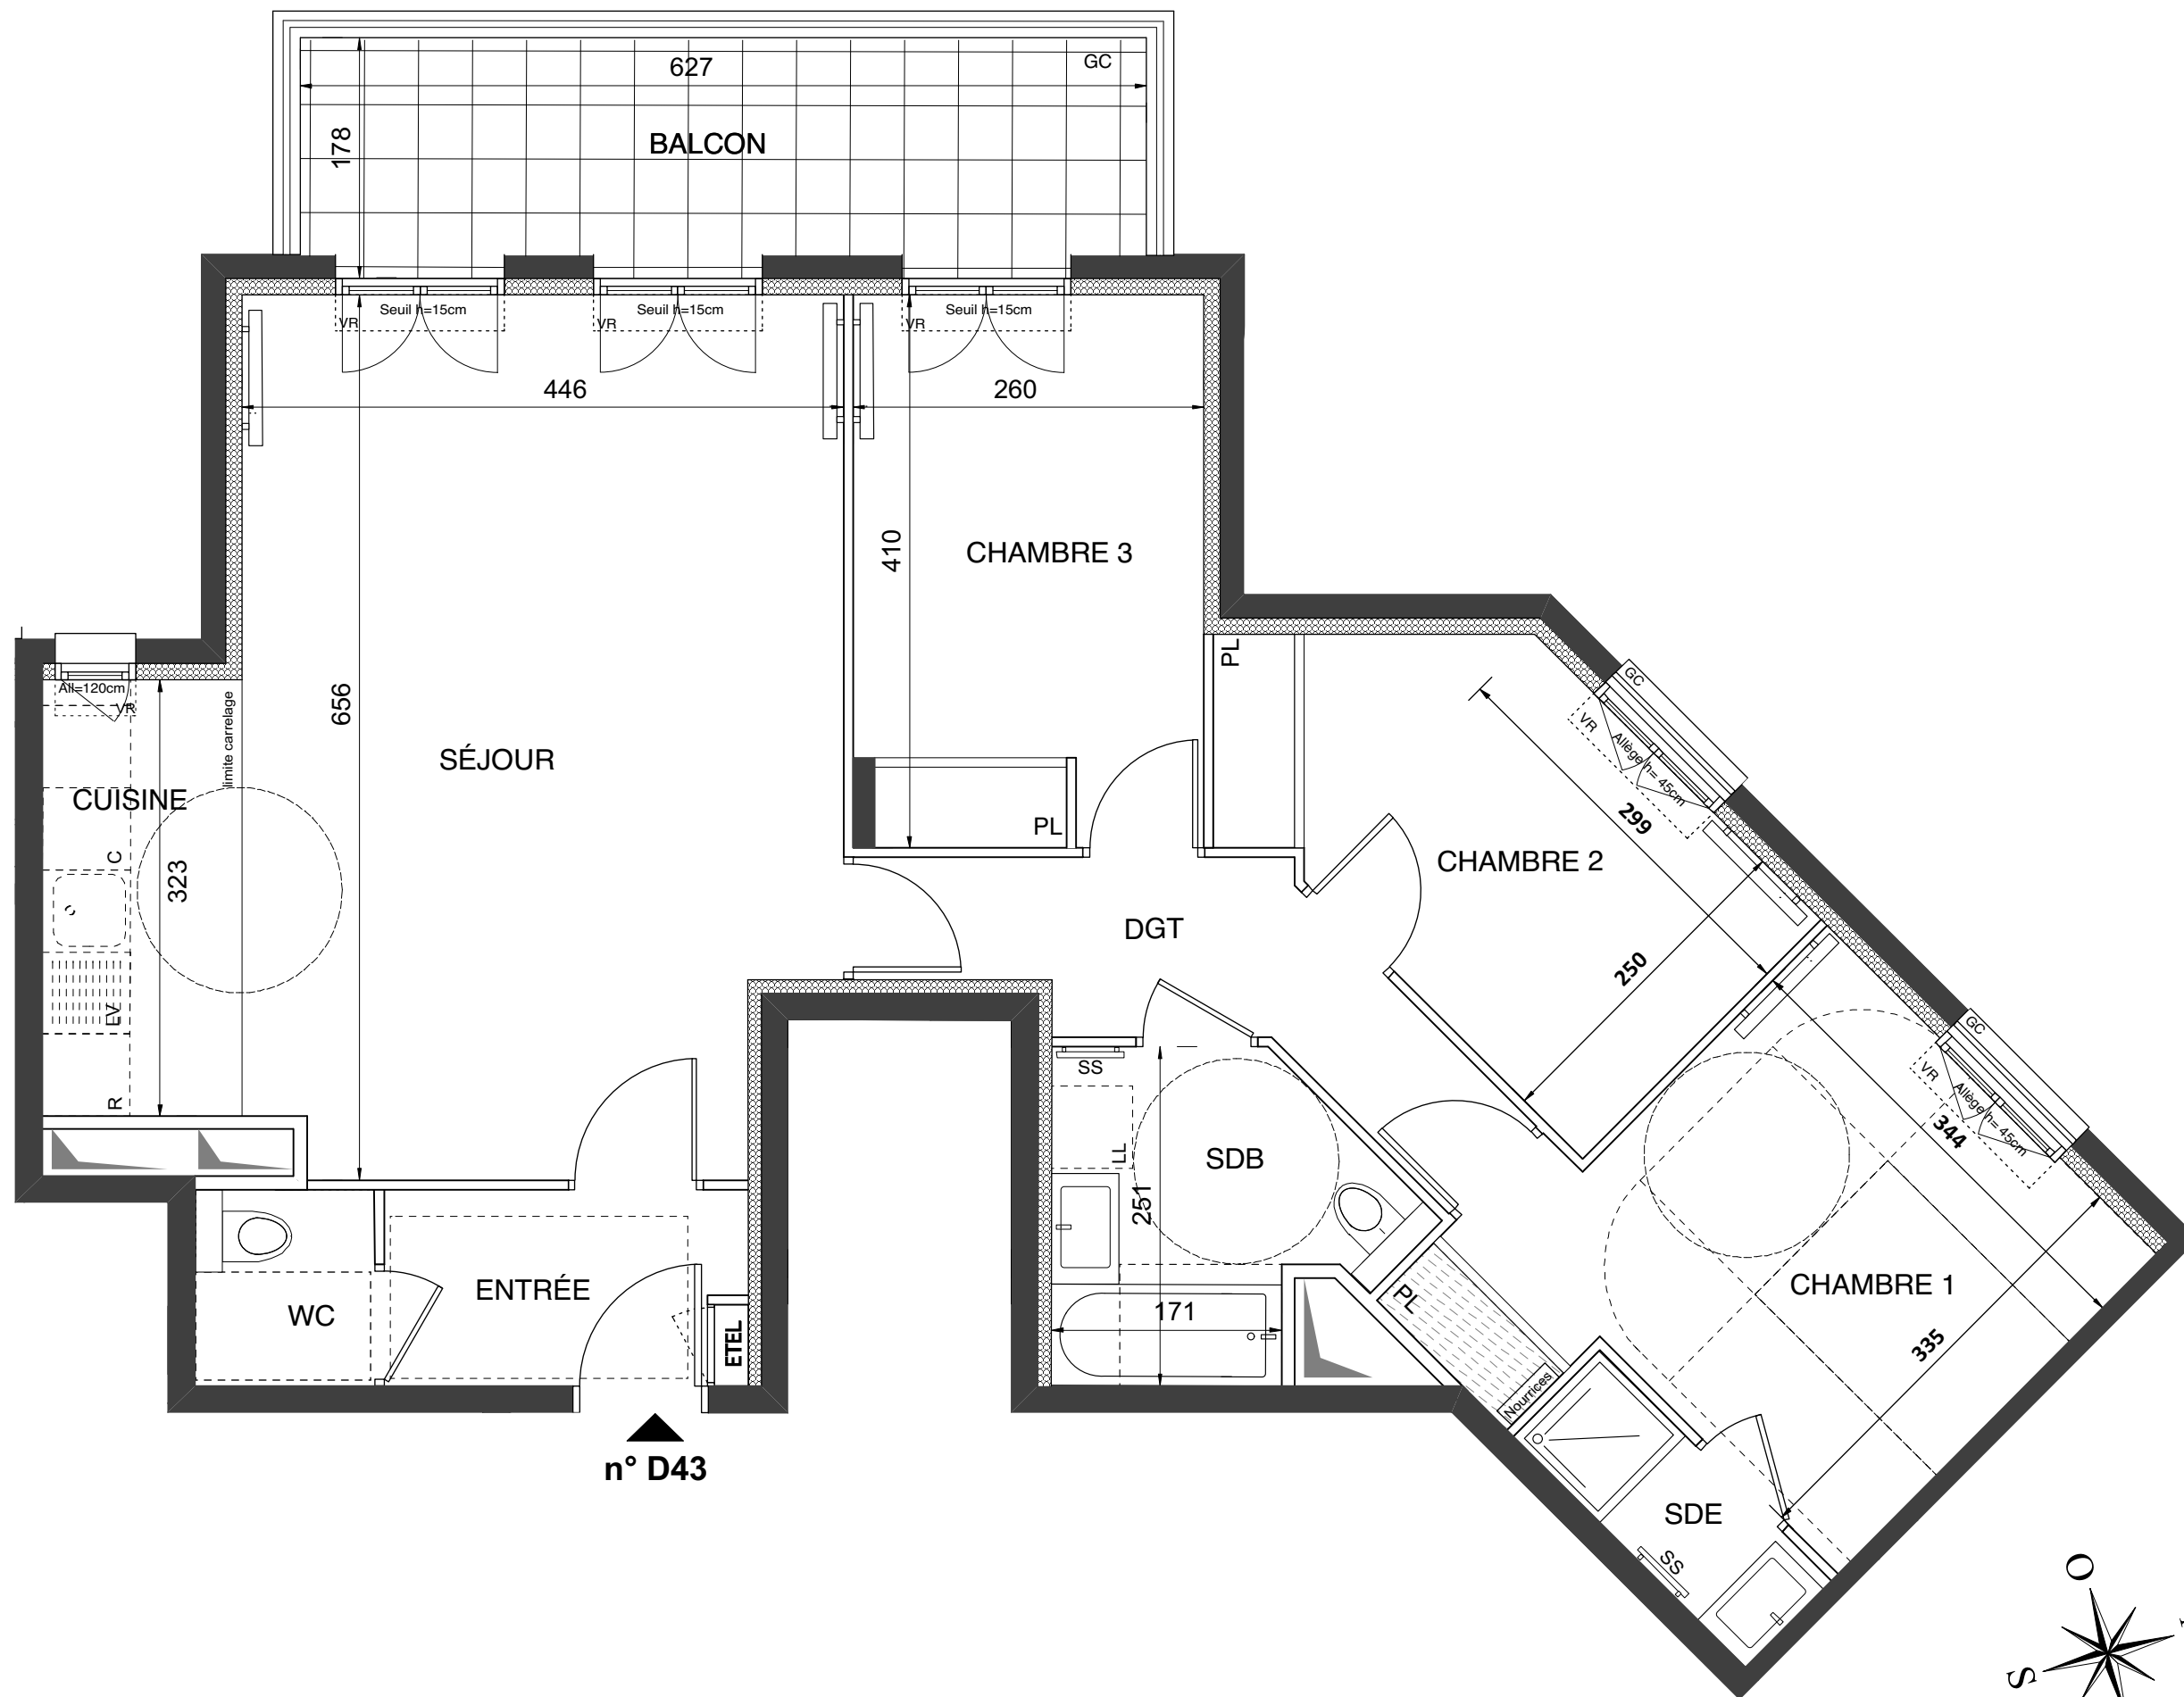 627
GC
178
BALCON
VR
Seuil h=15cm
VR
Seuil h=15cm
VR
Seuil h=15cm
446
260
410
CHAMBRE 3
PL
GC
VR
Allège h= 45cm
All=120cm
VR
limite carrelage
656
SÉJOUR
CUISINE
299
PL
C
323
CHAMBRE 2
DGT
250
LV
R
SS
GC
VR
Allège h= 45cm
344
LL
SDB
251
CHAMBRE 1
ENTRÉE
WC
171
PL
335
ETEL
Nourrices
n° D43
SDE
SS
O
S